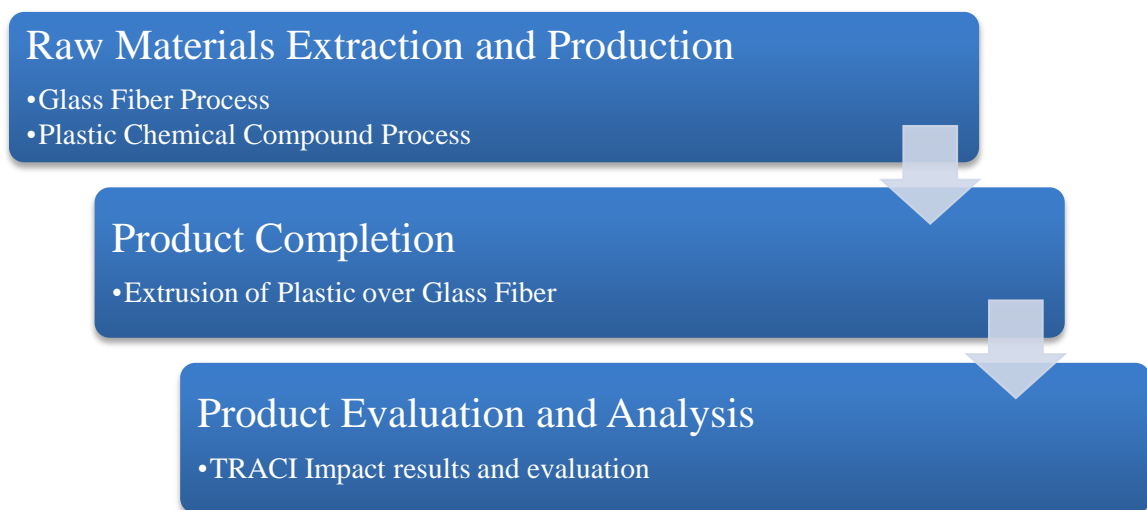 Raw Materials Extraction and Production
•Glass Fiber Process
•Plastic Chemical Compound Process
Product Completion
•Extrusion of Plastic over Glass Fiber
Product Evaluation and Analysis
•TRACI Impact results and evaluation